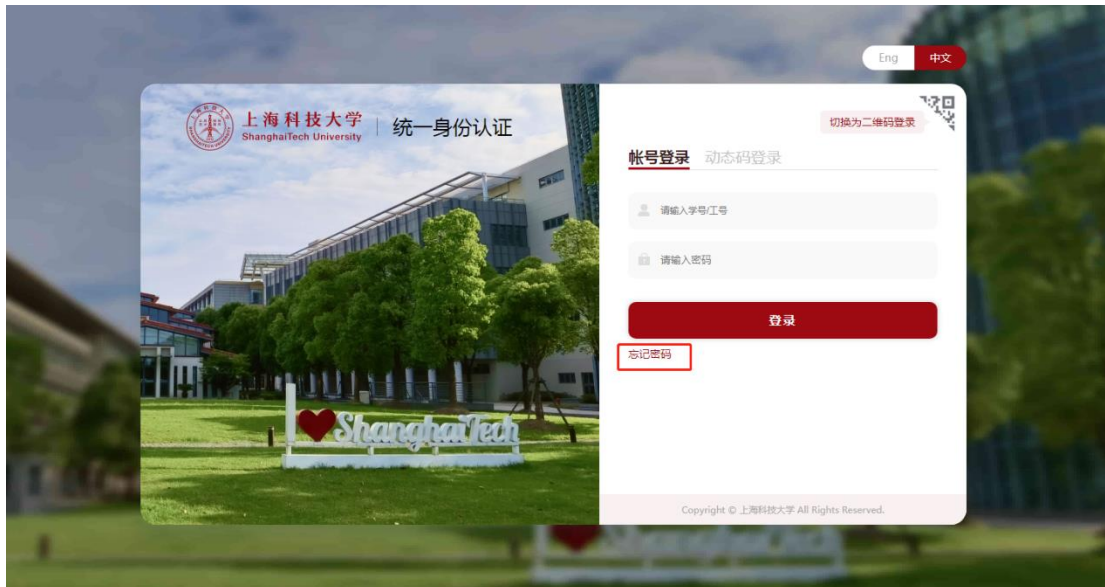 Eng 中文
上海科技大学
ShanghaiTech University
统一身份认证
切换为二维码登录
帐号登录 动态码登录
请输入学号/工号
请输入密码
登录
忘记密码
I ShanghaiTech
Copyright © 上海科技大学 All Rights Reserved.